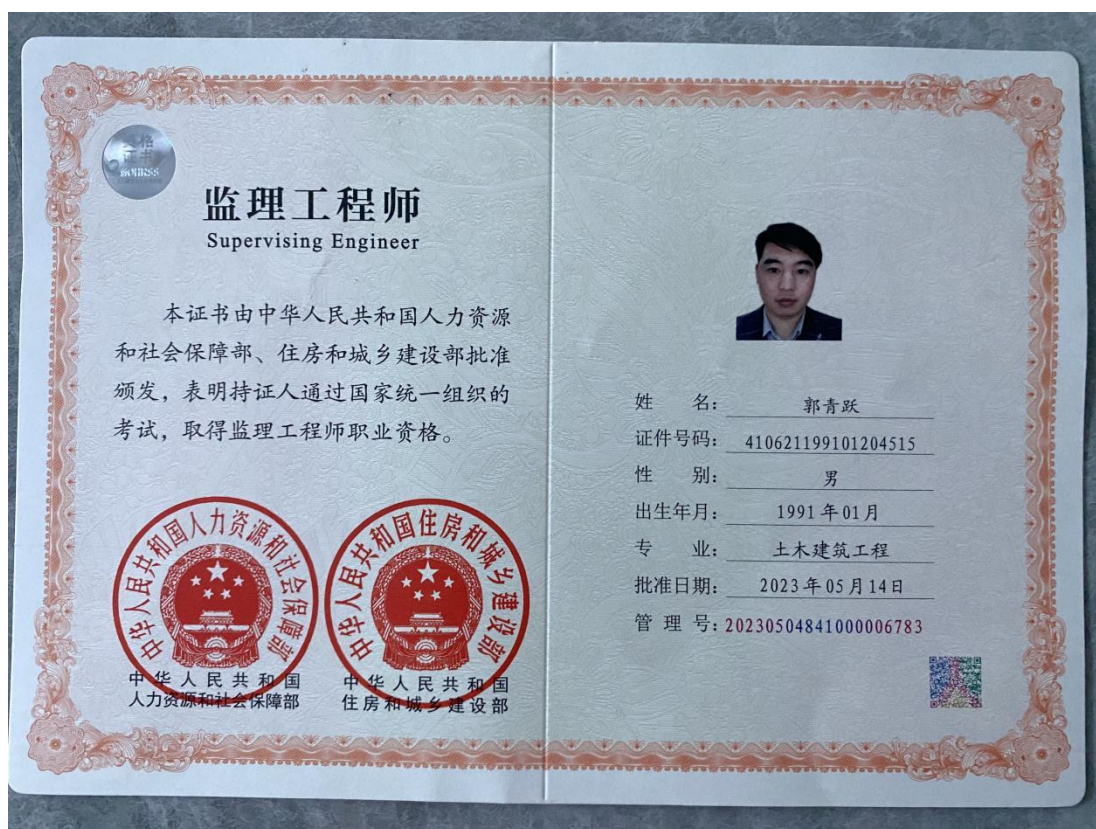 资格
证书
MOHRSS
监理工程师
Supervising Engineer
本证书由中华人民共和国人力资源
和社会保障部、住房和城乡建设部批准
颁发，表明持证人通过国家统一组织的
考试，取得监理工程师职业资格。
中华人民共和国人力资源和社会保障部
中华人民共和国
人力资源和社会保障部
中华人民共和国住房和城乡建设部
中华人民共和国
住房和城乡建设部
姓 名：郭青跃
证件号码：410621199101204515
性 别：男
出生年月：1991年01月
专 业：土木建筑工程
批准日期：2023年05月14日
管 理 号：20230504841000006783